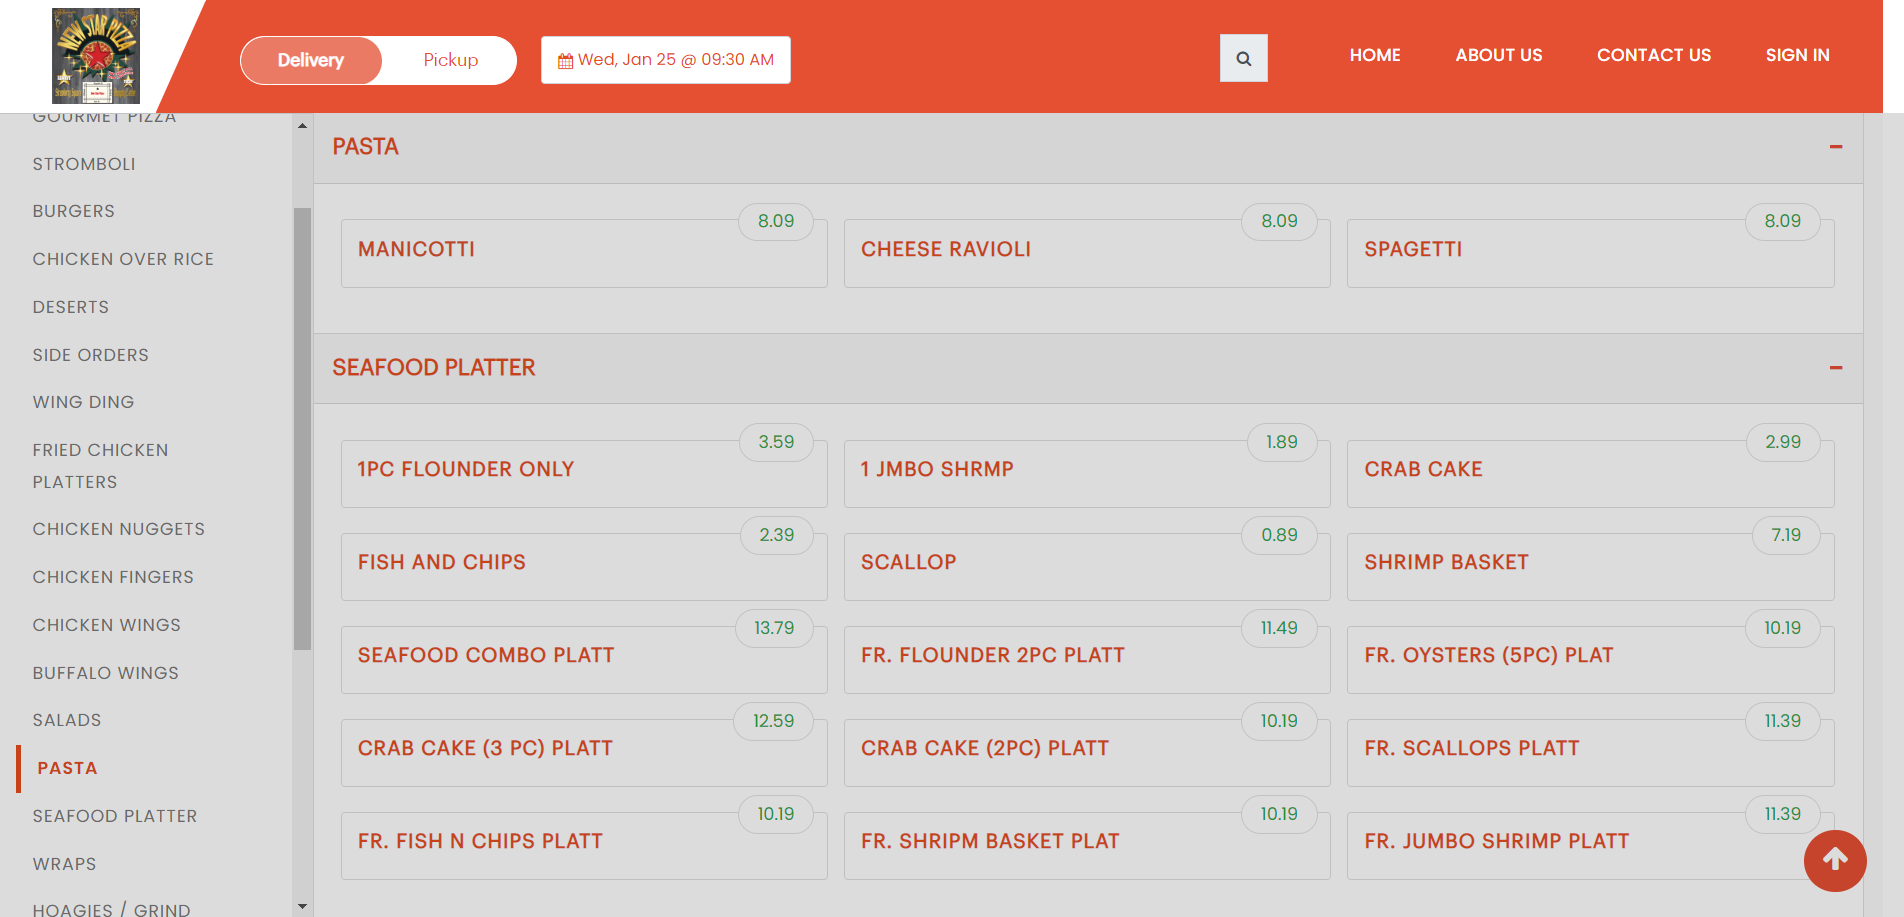 NEW STAR PIZZA
Delivery
Pickup
Wed, Jan 25 @ 09:30 AM
HOME
ABOUT US
CONTACT US
SIGN IN
GOURMET PIZZA
STROMBOLI
BURGERS
CHICKEN OVER RICE
DESERTS
SIDE ORDERS
WING DING
FRIED CHICKEN
PLATTERS
CHICKEN NUGGETS
CHICKEN FINGERS
CHICKEN WINGS
BUFFALO WINGS
SALADS
PASTA
SEAFOOD PLATTER
WRAPS
HOAGIES / GRIND
PASTA
8.09
MANICOTTI
8.09
CHEESE RAVIOLI
8.09
SPAGETTI
SEAFOOD PLATTER
3.59
1PC FLOUNDER ONLY
1.89
1 JMBO SHRMP
2.99
CRAB CAKE
2.39
FISH AND CHIPS
0.89
SCALLOP
7.19
SHRIMP BASKET
13.79
SEAFOOD COMBO PLATT
11.49
FR. FLOUNDER 2PC PLATT
10.19
FR. OYSTERS (5PC) PLAT
12.59
CRAB CAKE (3 PC) PLATT
10.19
CRAB CAKE (2PC) PLATT
11.39
FR. SCALLOPS PLATT
10.19
FR. FISH N CHIPS PLATT
10.19
FR. SHRIPM BASKET PLAT
11.39
FR. JUMBO SHRIMP PLATT